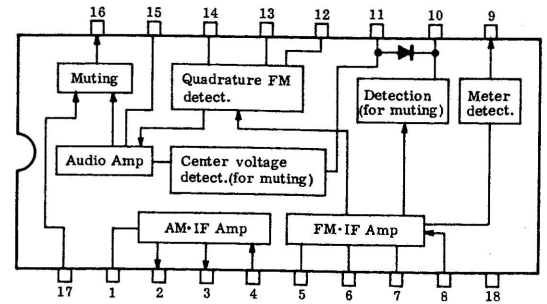 16 15 14 13 12 11 10 9
Muting
Quadrature FM
detect.
Detection
(for muting)
Meter
detect.
Audio Amp
Center voltage
detect.(for muting)
AM·IF Amp
FM·IF Amp
17 1 2 3 4 5 6 7 8 18